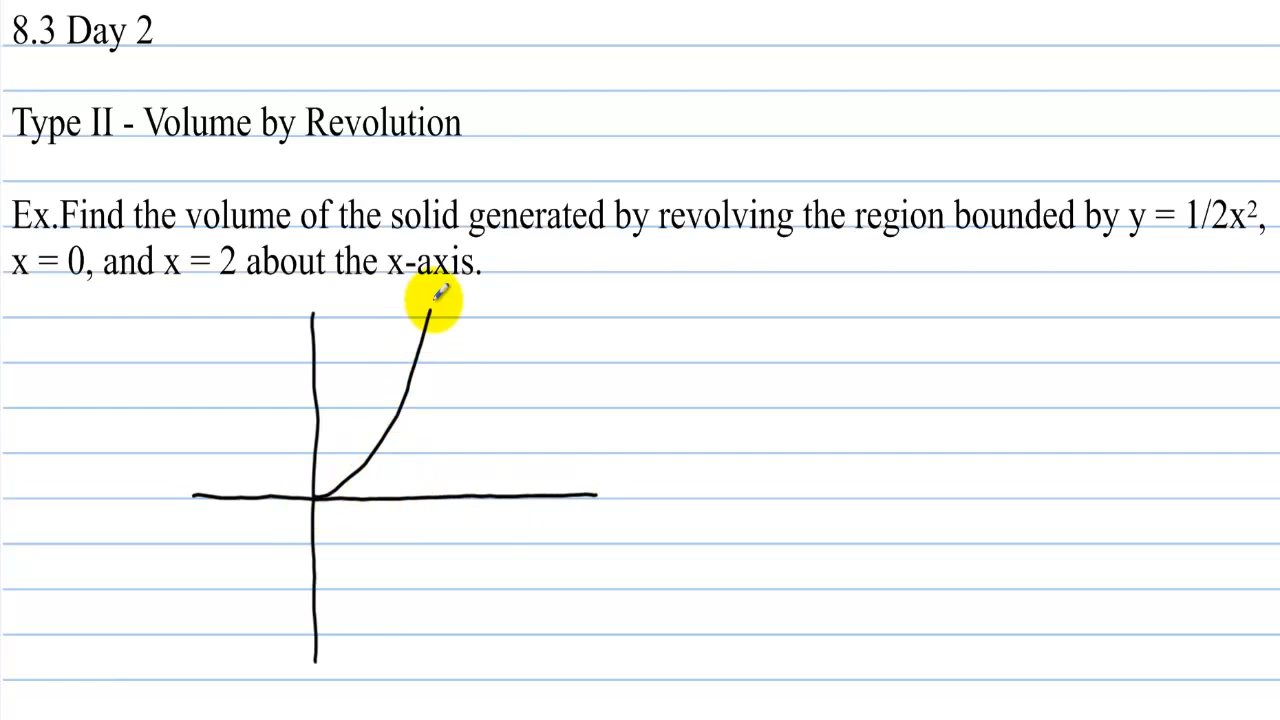 8.3 Day 2
Type II - Volume by Revolution
Ex.Find the volume of the solid generated by revolving the region bounded by y = 1/2x²,
x = 0, and x = 2 about the x-axis.